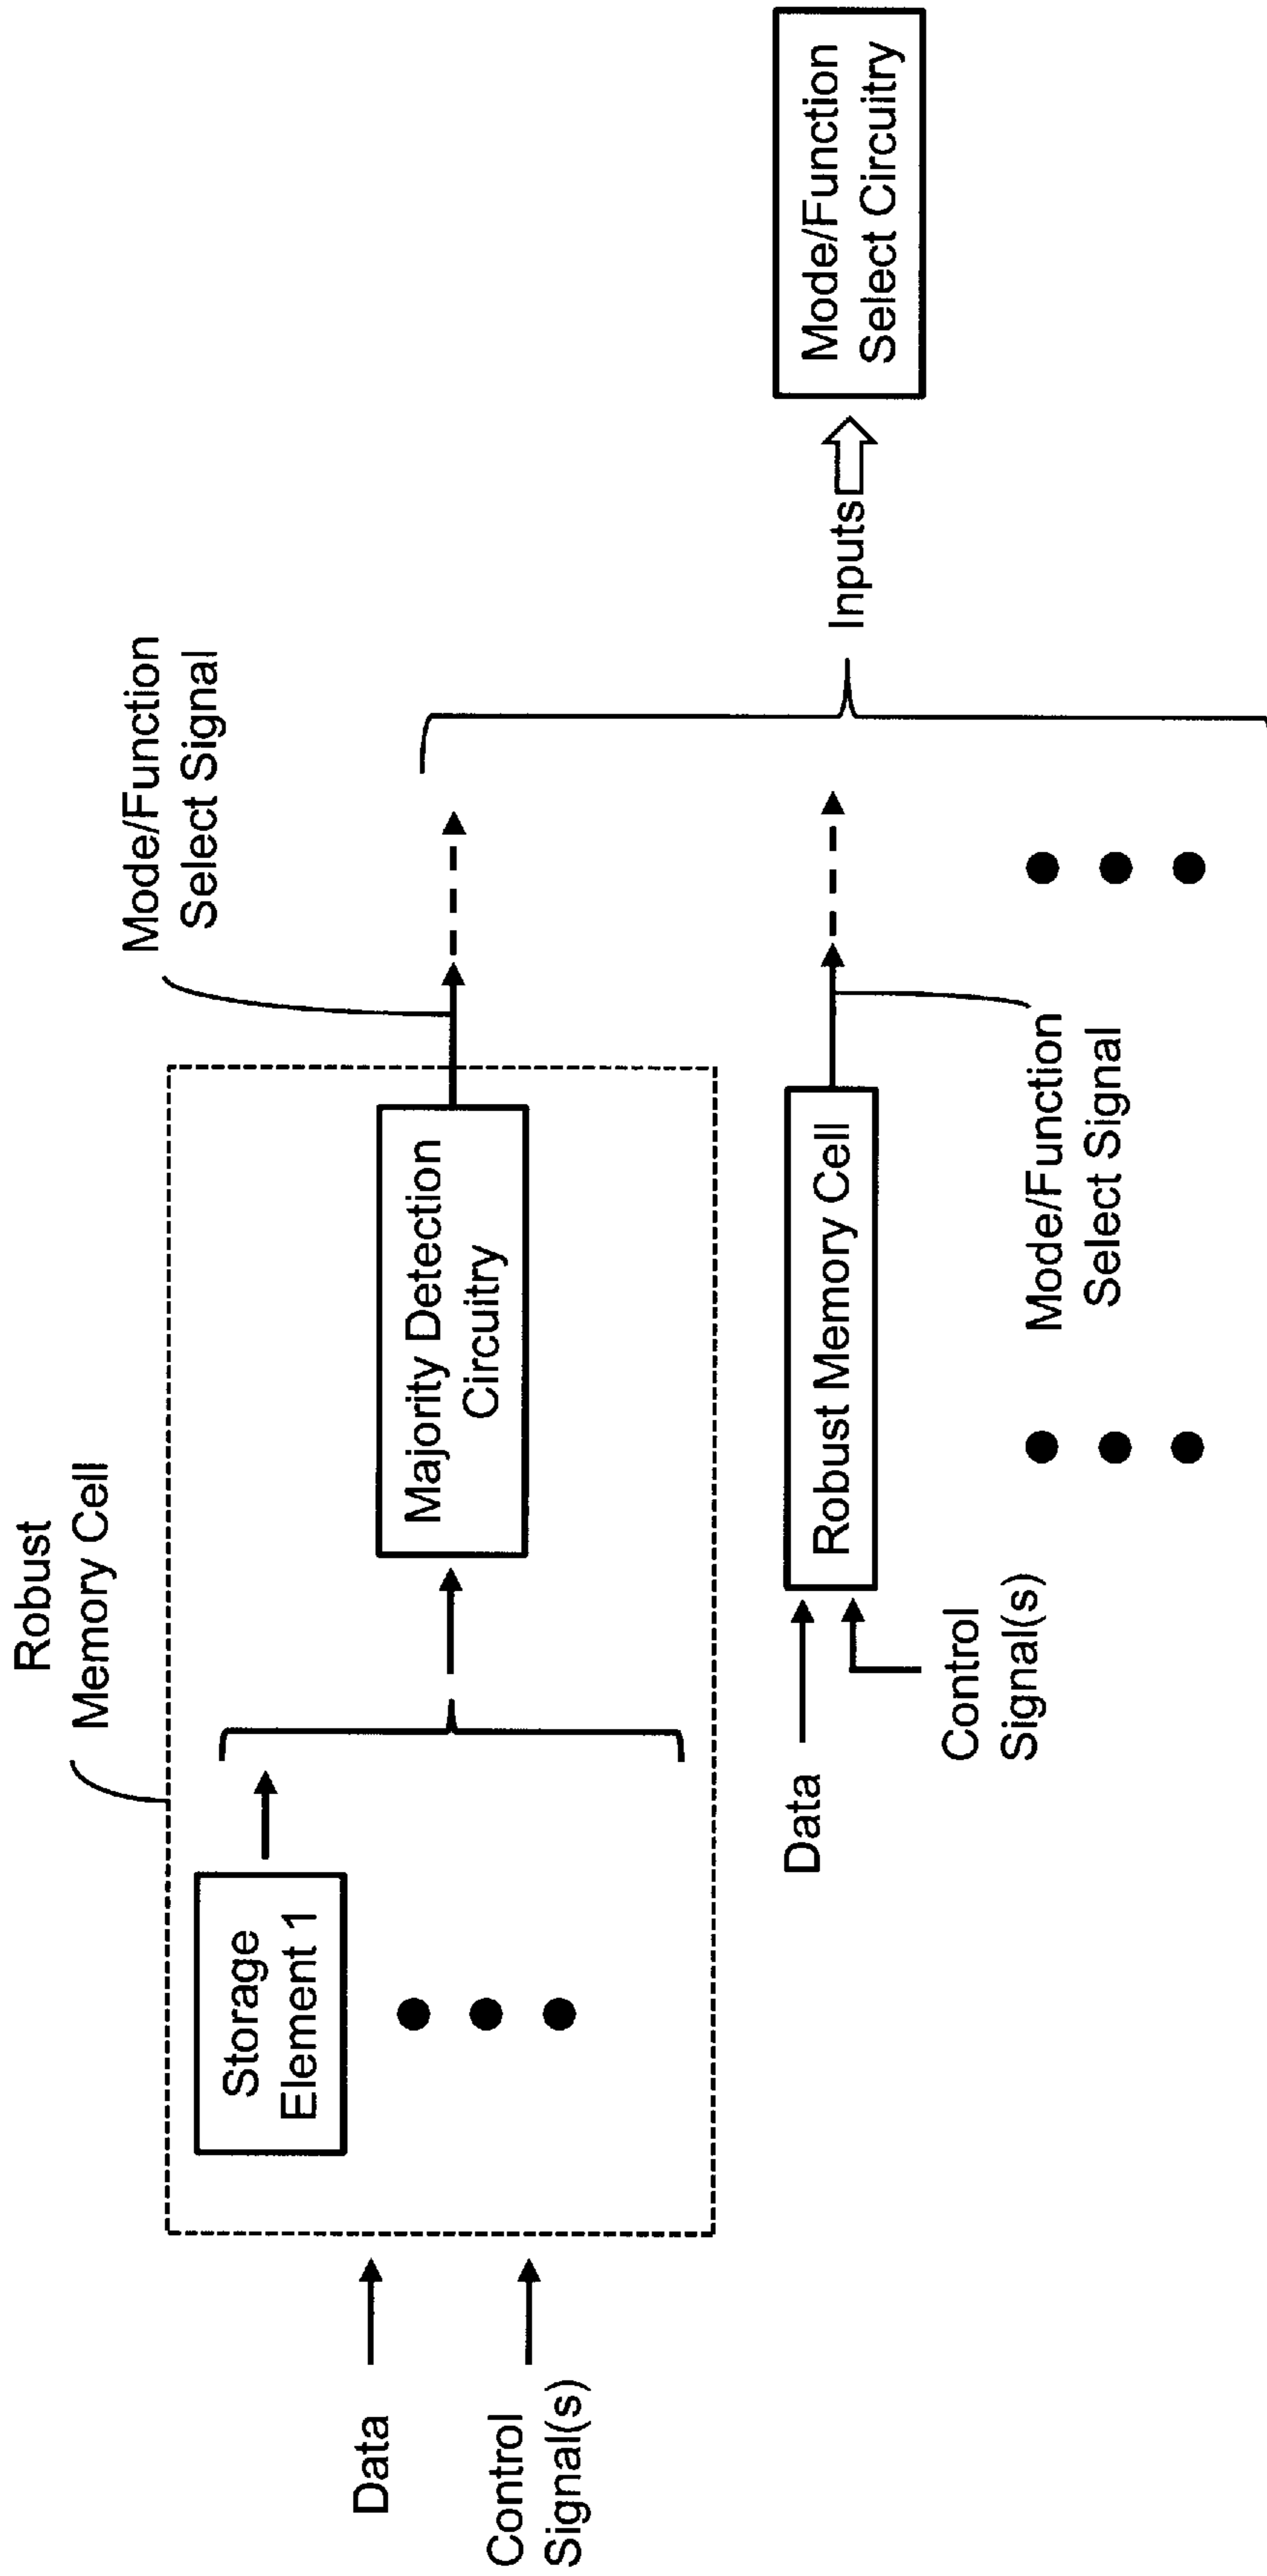 Robust
Memory Cell
Mode/Function
Select Signal
Storage
Element 1
Majority Detection
Circuitry
Data
Control
Signal(s)
Data
Control
Signal(s)
Robust Memory Cell
Mode/Function
Select Signal
Inputs
Mode/Function
Select Circuitry